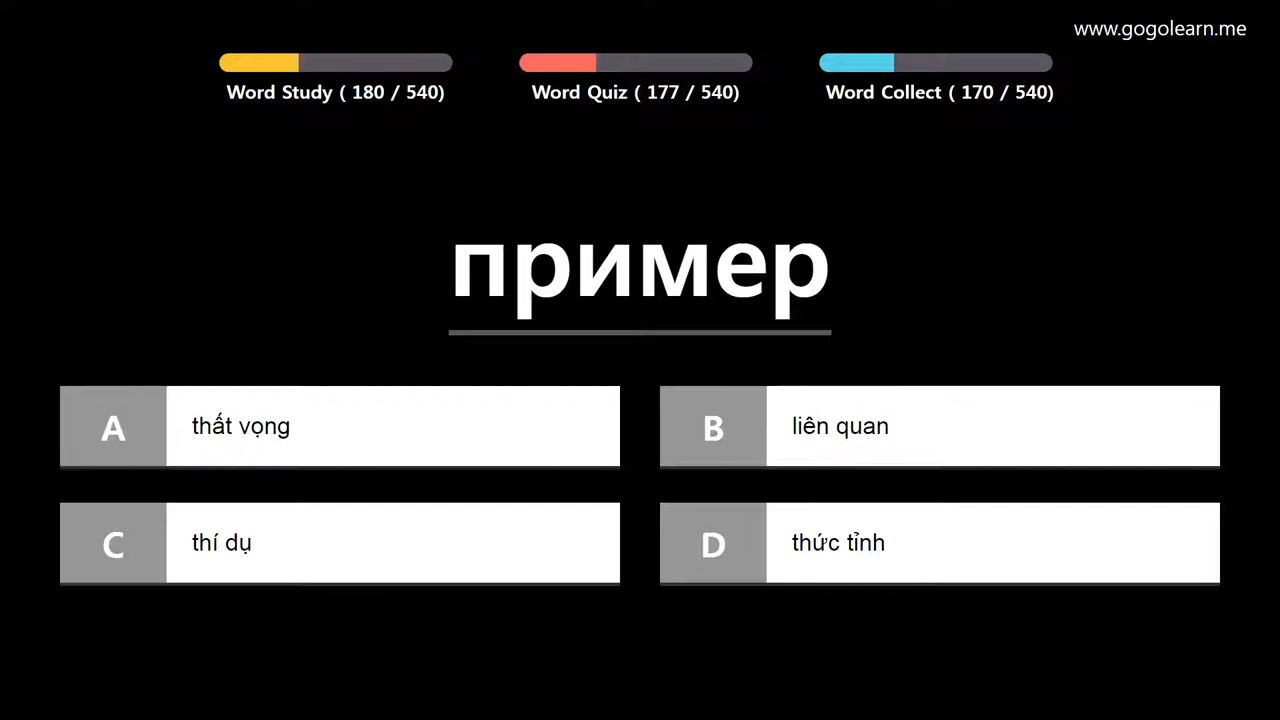 www.gogolearn.me
Word Study ( 180 / 540)
Word Quiz ( 177 / 540)
Word Collect ( 170 / 540)
пример
A thất vọng
B liên quan
C thí dụ
D thức tỉnh